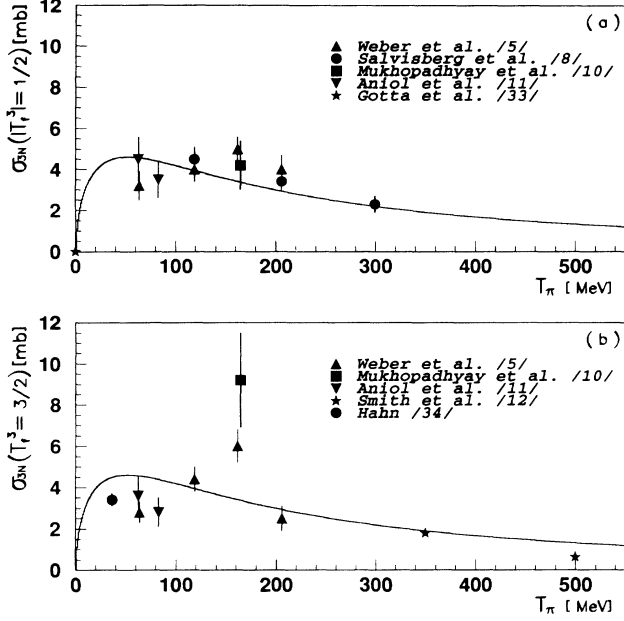 12
10
8
6
4
2
0
σ3N(|T,³|=1/2)[mb]
(a)
▲ Weber et al. /5/
● Salvisberg et al. /8/
■ Mukhopadhyay et al /10/
▼ Aniol et al. /11/
★ Gotta et al. /33/
0 100 200 300 400 500
Tπ [ MeV]
12
10
8
6
4
2
0
σ3N(T,³=3/2)[mb]
(b)
▲ Weber et al. /5/
■ Mukhopadhyay et al. /10/
▼ Aniol et al. /11/
★ Smith et al. /12/
● Hahn /34/
0 100 200 300 400 500
Tπ [ MeV]